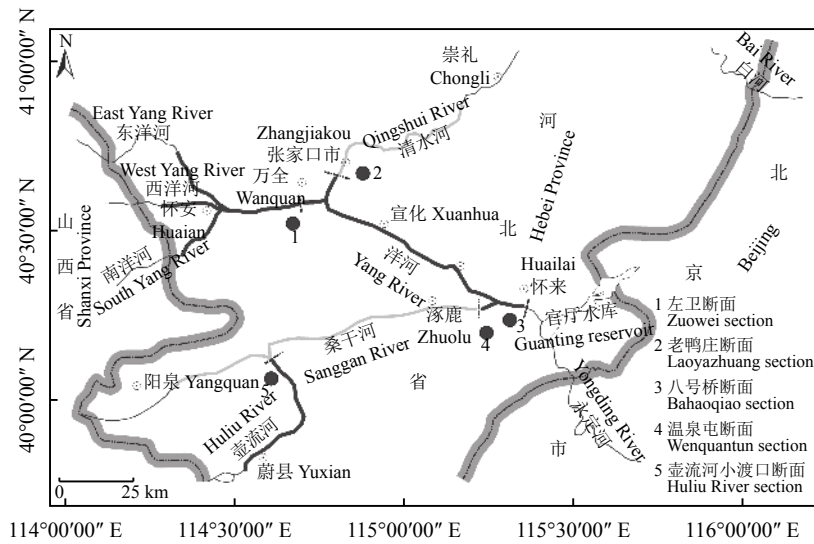 N
崇礼
Chongli
Bai River
白河
East Yang River
东洋河
Zhangjiakou
张家口市
Qingshui River
清水河
河
Hebei Province
West Yang River
西洋河
万全
Wanquan
2
怀安
Huaian
1
宣化 Xuanhua
北
北
山
西
省
Shanxi Province
南洋河
South Yang River
洋河
Yang River
Huailai
怀来
京
Beijing
涿鹿
Zhuolu
官厅水库
Guanting reservoir
3
4
桑干河
Sanggan River
省
阳泉 Yangquan
5
Huliu River
壶流河
蔚县 Yuxian
Yongding River
永定河
市
1 左卫断面
Zuowei section
2 老鸭庄断面
Laoyazhuang section
3 八号桥断面
Bahaoqiao section
4 温泉屯断面
Wenquantun section
5 壶流河小渡口断面
Huliu River section
0 25 km
41°00′00″ N
40°30′00″ N
40°00′00″ N
114°00′00″ E 114°30′00″ E 115°00′00″ E 115°30′00″ E 116°00′00″ E